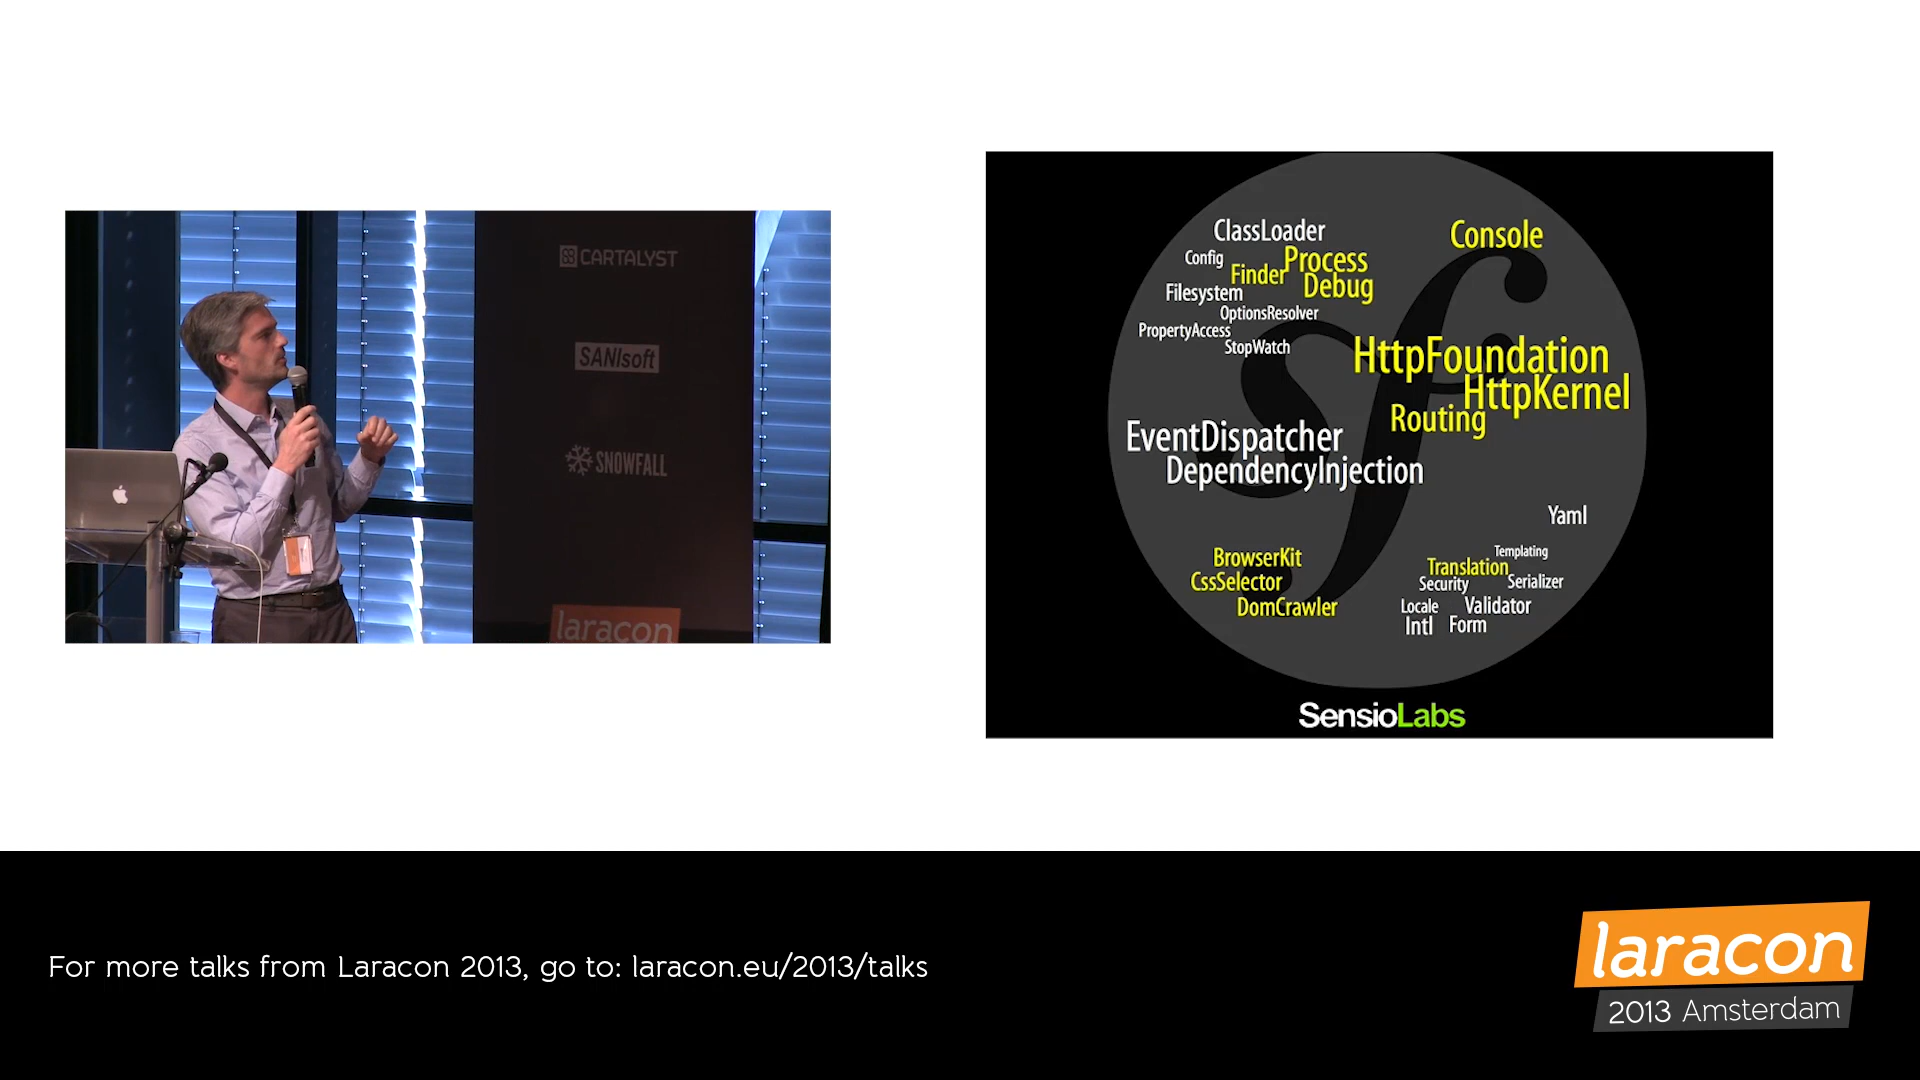 CARTALYST
SANIsoft
SNOWFALL
laracon
ClassLoader
Console
Config
Process
Finder
Debug
Filesystem
OptionsResolver
PropertyAccess
StopWatch
HttpFoundation
HttpKernel
Routing
EventDispatcher
DependencyInjection
Yaml
BrowserKit
Templating
Translation
CssSelector
Security
Serializer
DomCrawler
Locale
Validator
Intl
Form
SensioLabs
For more talks from Laracon 2013, go to: laracon.eu/2013/talks
laracon
2013 Amsterdam